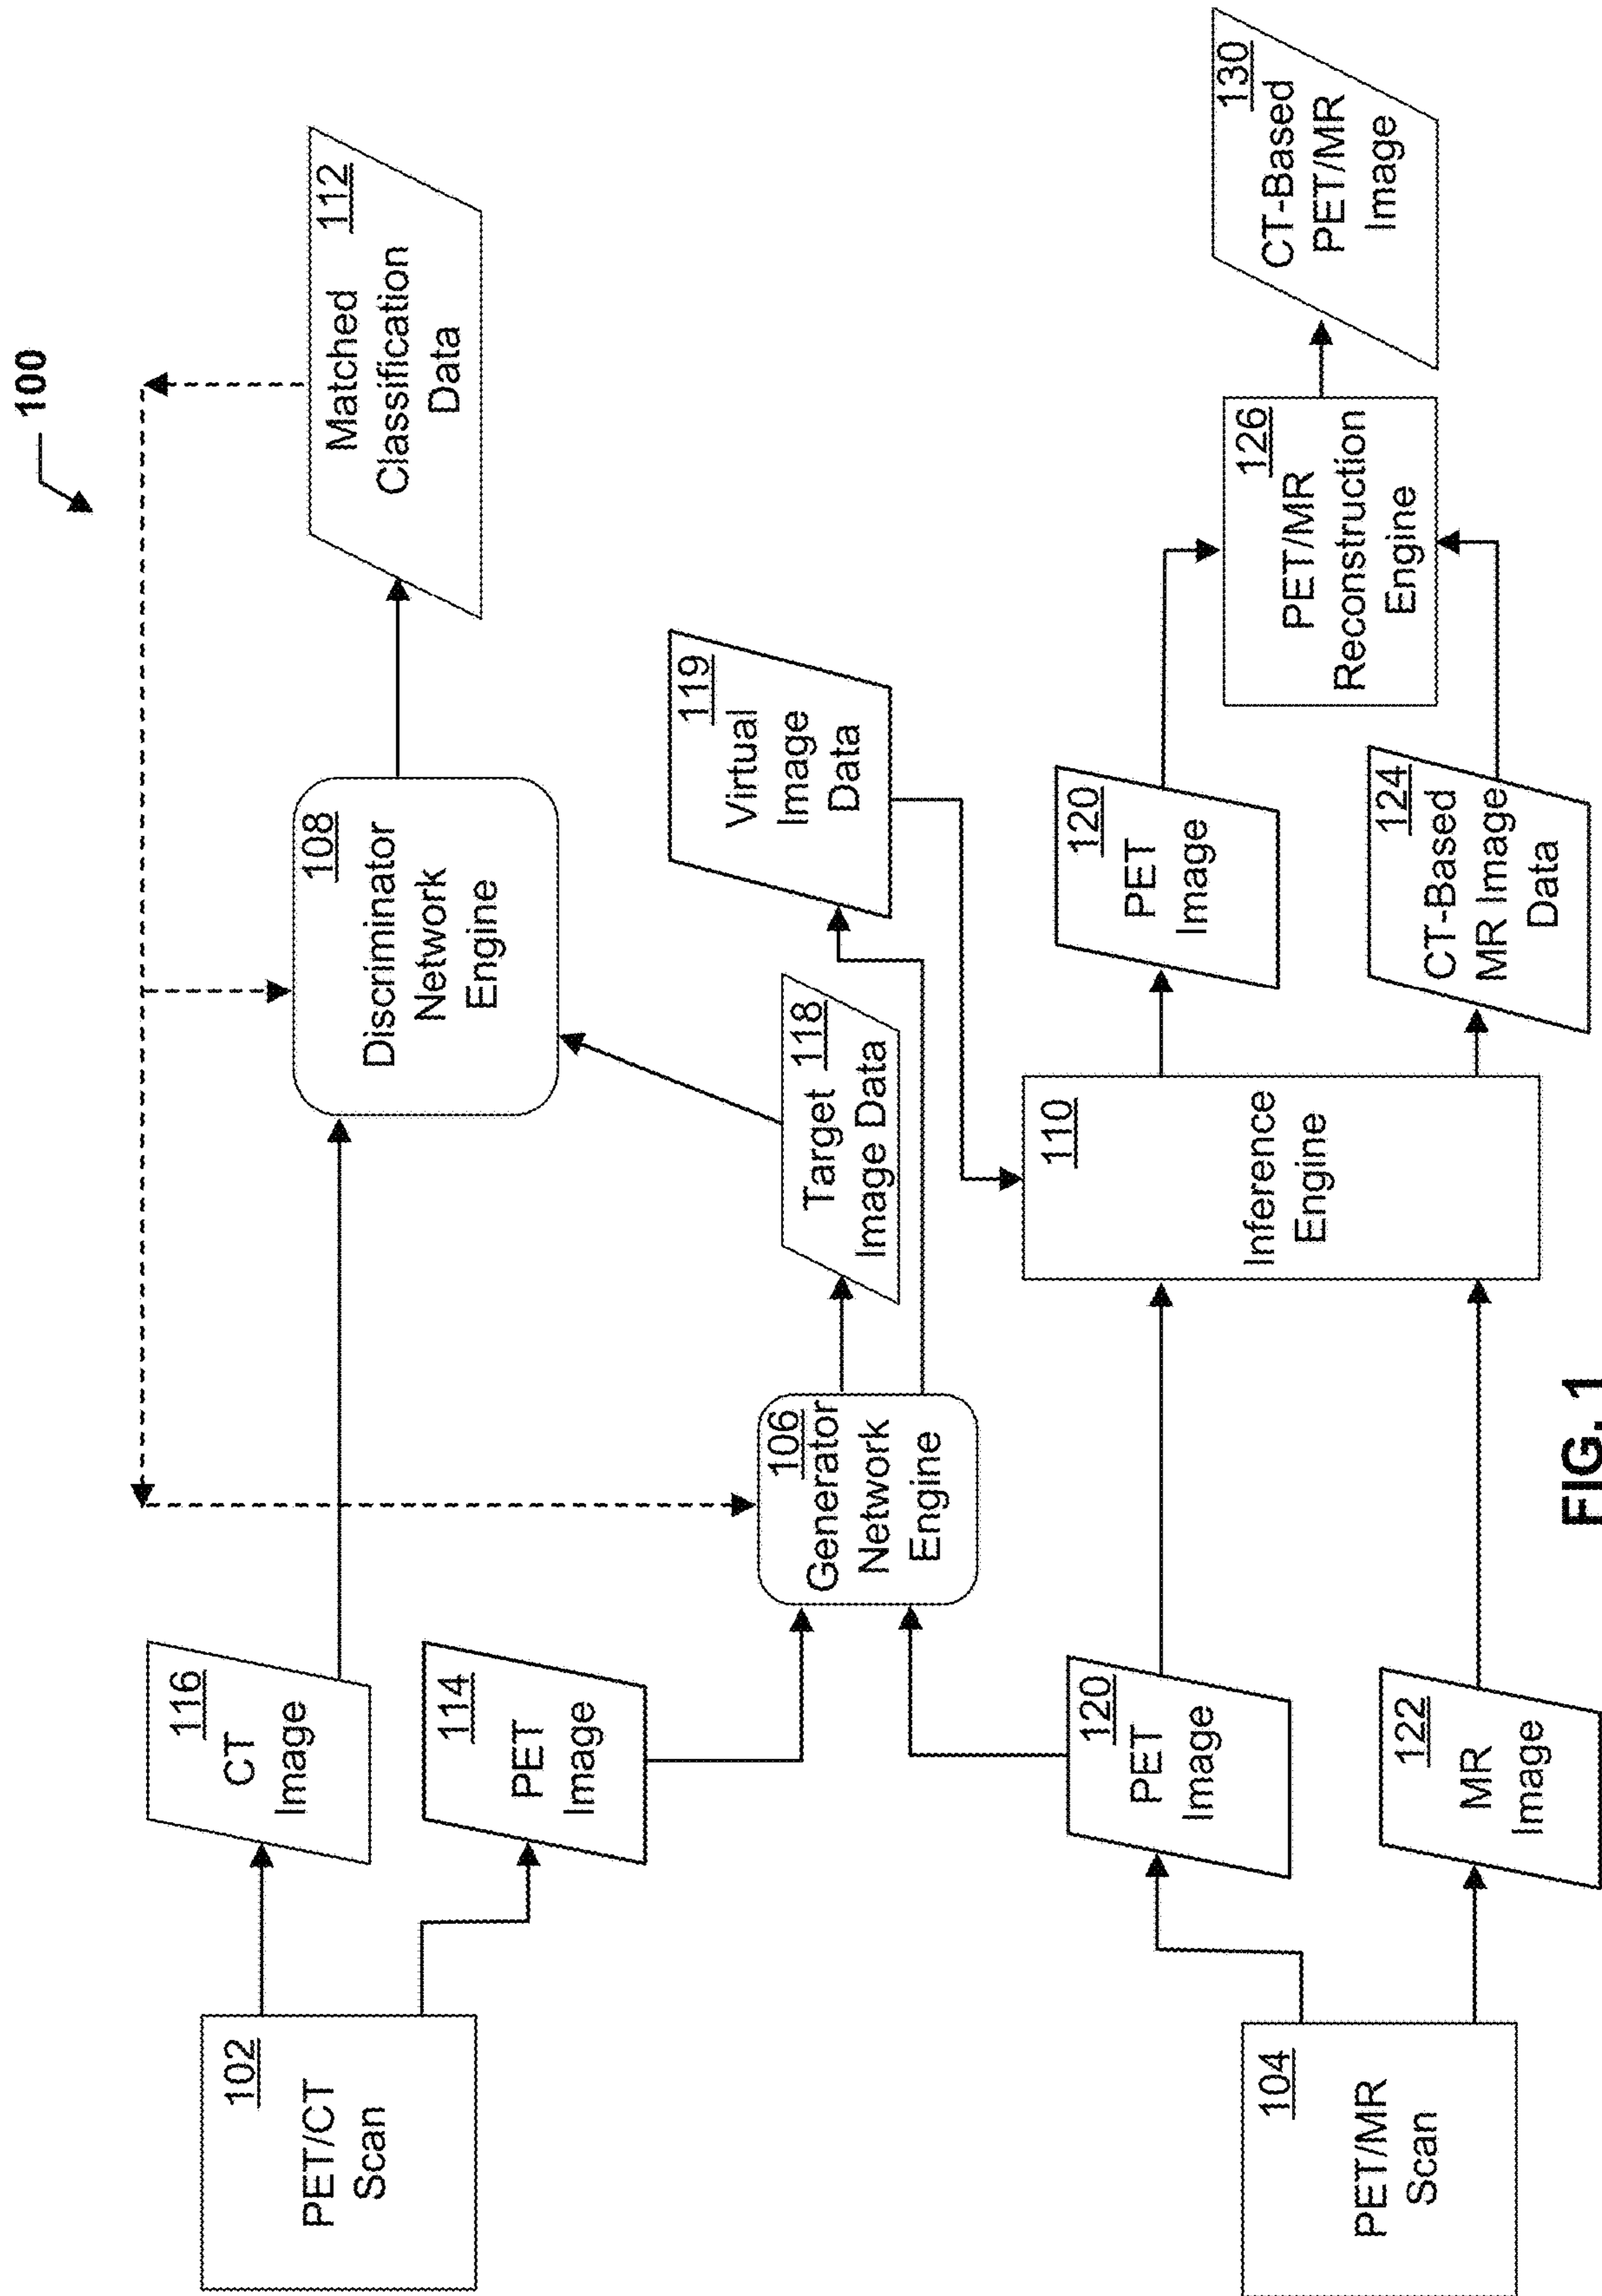 100
102
PET/CT
Scan
116
CT
Image
114
PET
Image
108
Discriminator
Network
Engine
112
Matched
Classification
Data
106
Generator
Network
Engine
118
Target
Image Data
119
Virtual
Image
Data
104
PET/MR
Scan
120
PET
Image
122
MR
Image
110
Inference
Engine
120
PET
Image
124
CT-Based
MR Image
Data
126
PET/MR
Reconstruction
Engine
130
CT-Based
PET/MR
Image
FIG. 1